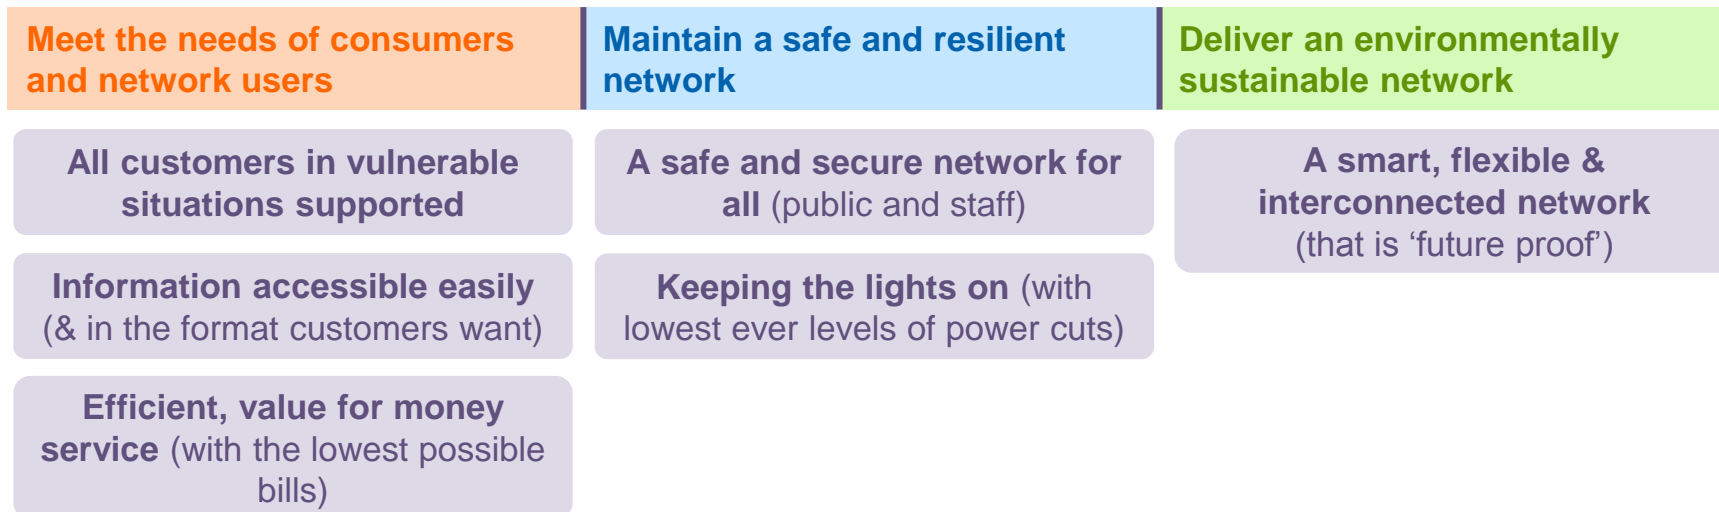 Meet the needs of consumers
and network users
Maintain a safe and resilient
network
Deliver an environmentally
sustainable network
All customers in vulnerable
situations supported
Information accessible easily
(& in the format customers want)
Efficient, value for money
service (with the lowest possible
bills)
A safe and secure network for
all (public and staff)
Keeping the lights on (with
lowest ever levels of power cuts)
A smart, flexible &
interconnected network
(that is ‘future proof’)